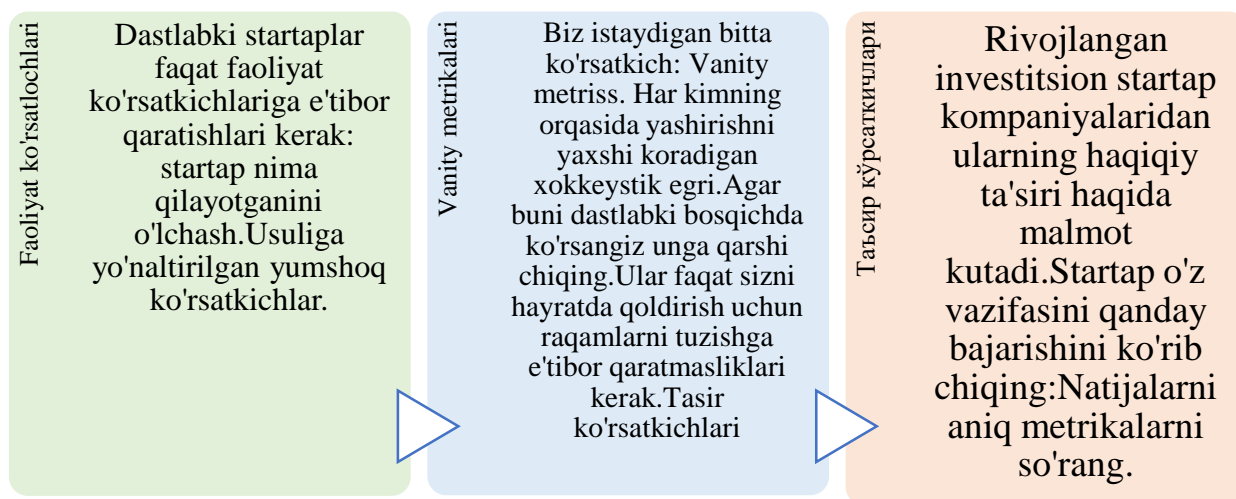 Faoliyat ko'rsatlochlari
Dastlabki startaplar
faqat faoliyat
ko'rsatkichlariga e'tibor
qaratishlari kerak:
startap nima
qilayotganini
o'lchash.Usuliga
yo'naltirilgan yumshoq
ko'rsatkichlar.
Vanity metrikalari
Biz istaydigan bitta
ko'rsatkich: Vanity
metriss. Har kimning
orqasida yashirishni
yaxshi koradigan
xokkeystik egri.Agar
buni dastlabki bosqichda
ko'rsangiz unga qarshi
chiqing.Ular faqat sizni
hayratda qoldirish uchun
raqamlarni tuzishga
e'tibor qaratmasliklari
kerak.Tasir
ko'rsatkichlari
Таъсир кўрсаткичлари
Rivojlangan
investitsion startap
kompaniyalaridan
ularning haqiqiy
ta'siri haqida
malmot
kutadi.Startap o'z
vazifasini qanday
bajarishini ko'rib
chiqing:Natijalarni
aniq metrikalarni
so'rang.